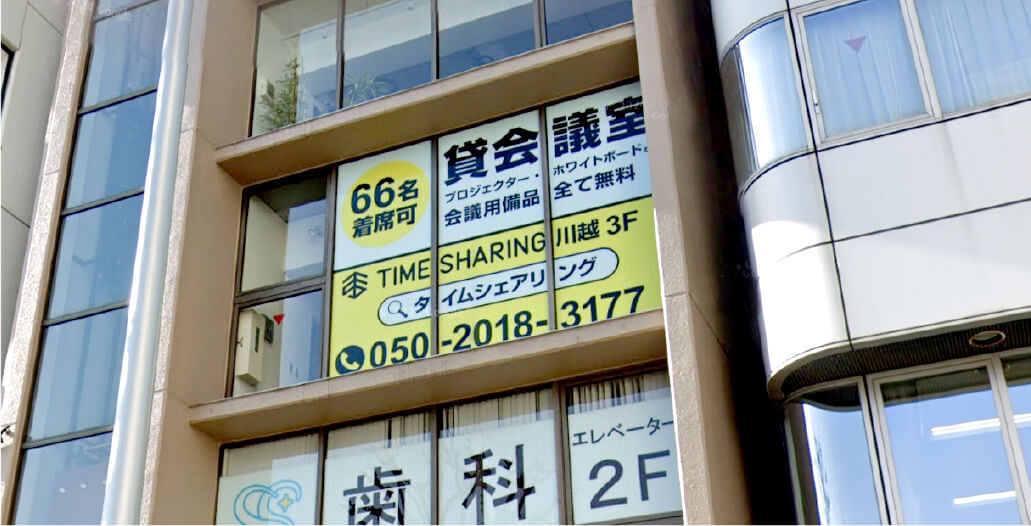 66名
着席可
貸会議室
プロジェクター・ホワイトボード
会議用備品 全て無料
TIME SHARING 川越 3F
タイムシェアリング
050-2018-3177
歯科
エレベーター
2F